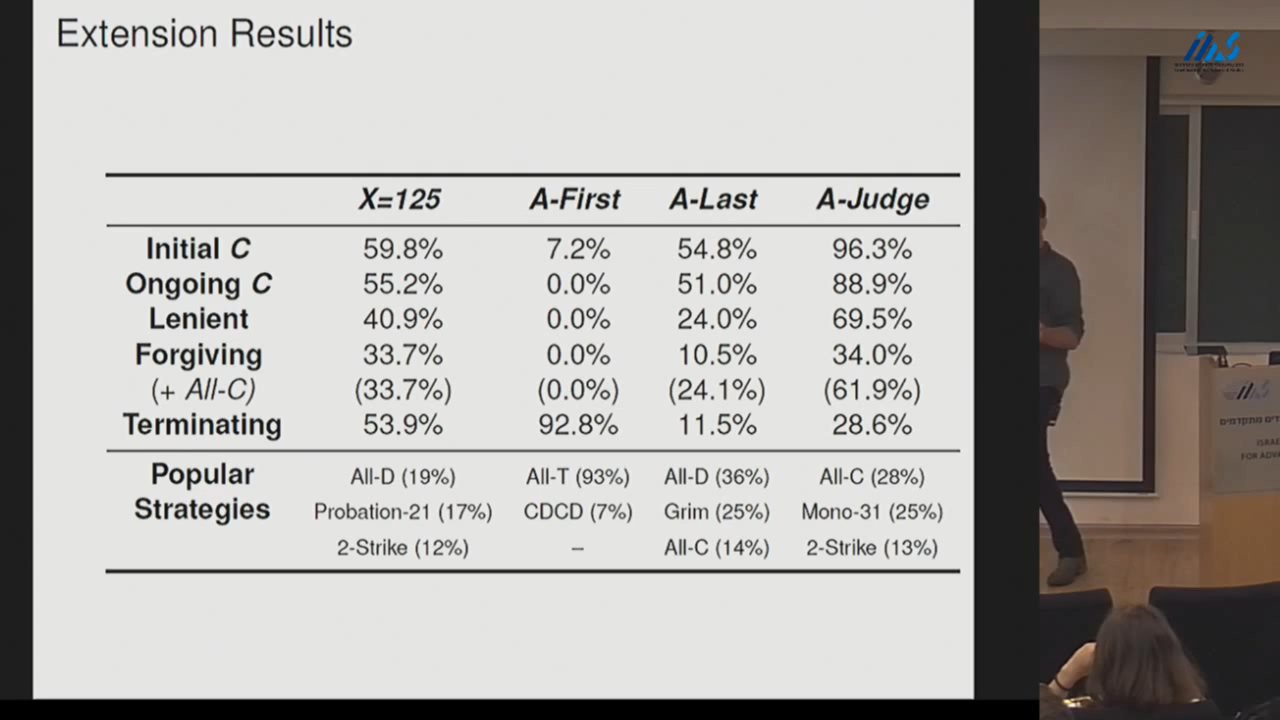 Extension Results
X=125 A-First A-Last A-Judge
Initial C 59.8% 7.2% 54.8% 96.3%
Ongoing C 55.2% 0.0% 51.0% 88.9%
Lenient 40.9% 0.0% 24.0% 69.5%
Forgiving 33.7% 0.0% 10.5% 34.0%
(+ All-C) (33.7%) (0.0%) (24.1%) (61.9%)
Terminating 53.9% 92.8% 11.5% 28.6%
Popular Strategies All-D (19%) All-T (93%) All-D (36%) All-C (28%)
Probation-21 (17%) CDCD (7%) Grim (25%) Mono-31 (25%)
2-Strike (12%) – All-C (14%) 2-Strike (13%)
ias
ISRAE
FOR ADVA